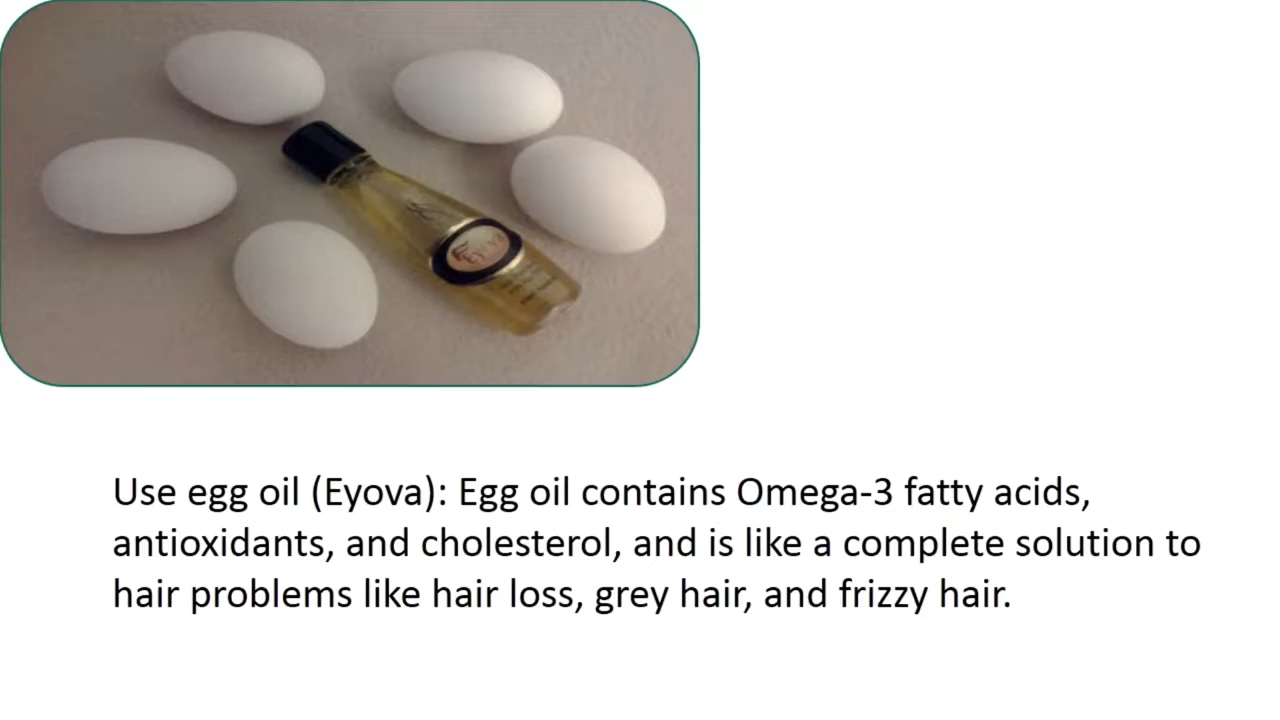 Eyova
Use egg oil (Eyova): Egg oil contains Omega-3 fatty acids,
antioxidants, and cholesterol, and is like a complete solution to
hair problems like hair loss, grey hair, and frizzy hair.